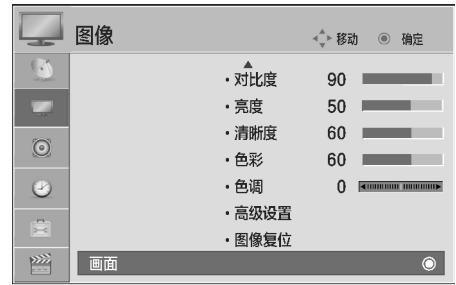 图像 移动 确定
· 对比度 90
· 亮度 50
· 清晰度 60
· 色彩 60
· 色调 0
· 高级设置
· 图像复位
画面